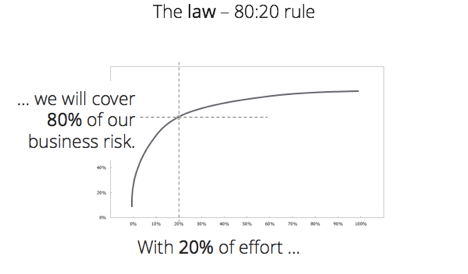 The law – 80:20 rule
... we will cover
80% of our
business risk.
40%
20%
0%
0% 10% 20% 30% 40% 50% 60% 70% 80% 90% 100%
With 20% of effort ...